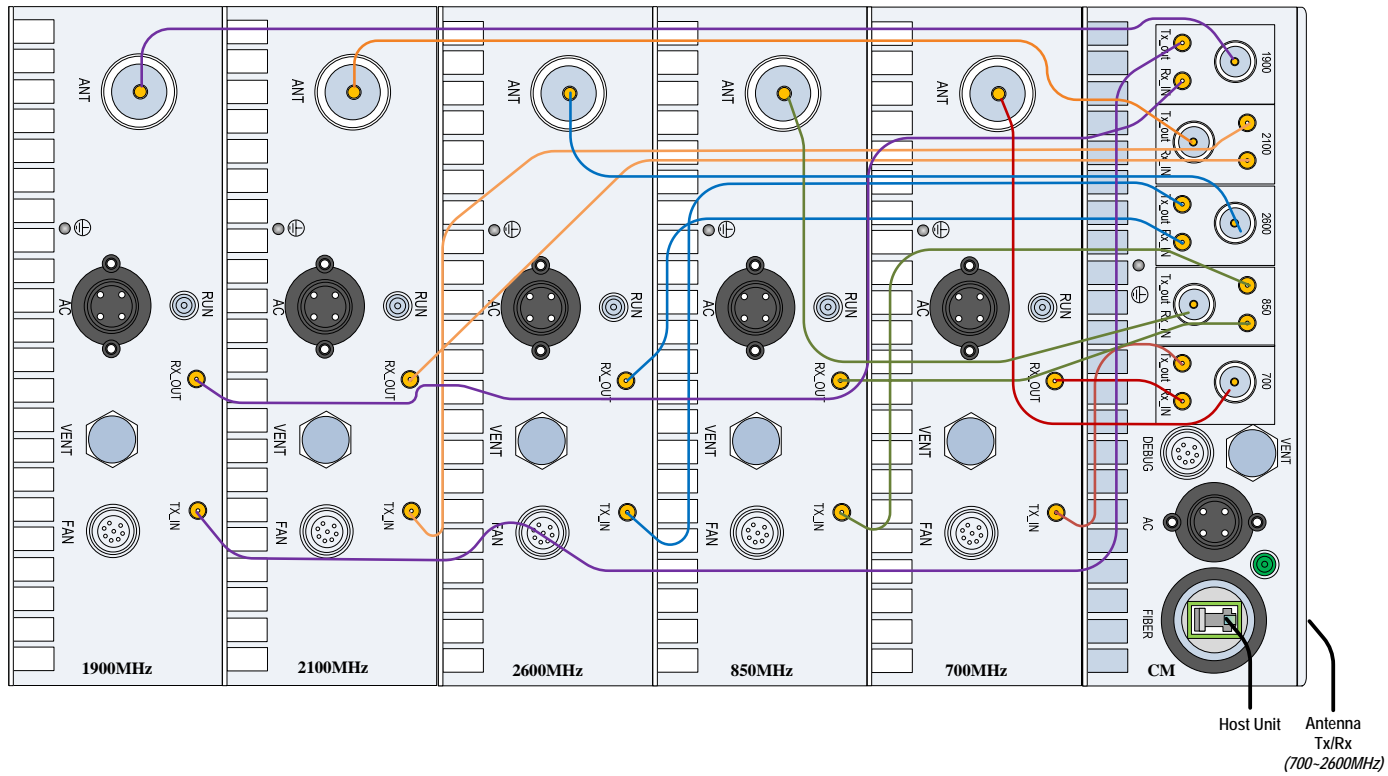 ANT
AC
RUN
RX_OUT
VENT
TX_IN
FAN
1900MHz
ANT
AC
RUN
RX_OUT
VENT
TX_IN
FAN
2100MHz
ANT
AC
RUN
RX_OUT
VENT
TX_IN
FAN
2600MHz
ANT
AC
RUN
RX_OUT
VENT
TX_IN
FAN
850MHz
ANT
AC
RUN
RX_OUT
VENT
TX_IN
FAN
700MHz
Tx_out
Rx_IN
1900
Tx_out
Rx_IN
2100
Tx_out
Rx_IN
2600
Tx_out
Rx_IN
850
Tx_out
Rx_IN
700
DEBUG
VENT
AC
FIBER
CM
Host Unit
Antenna
Tx/Rx
(700~2600MHz)